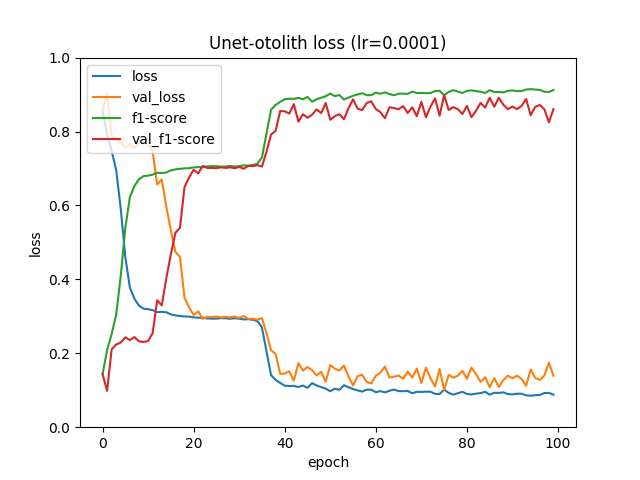 Unet-otolith loss (lr=0.0001)
1.0
0.8
0.6
0.4
0.2
0.0
loss
loss
val_loss
f1-score
val_f1-score
0 20 40 60 80 100
epoch